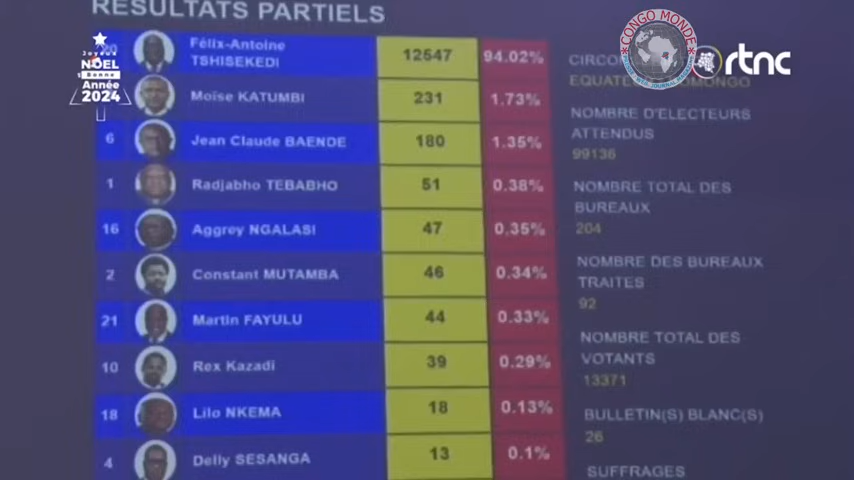 RESULTATS PARTIELS
CONGO MONDE
rtnc
Joyeux
NOËL
Bonne
Année
2024
20
Félix-Antoine
TSHISEKEDI
12547
94.02%
Moïse KATUMBI
231
1.73%
6
Jean Claude BAENDE
180
1.35%
1
Radjabho TEBABHO
51
0.38%
16
Aggrey NGALASI
47
0.35%
2
Constant MUTAMBA
46
0.34%
21
Martin FAYULU
44
0.33%
10
Rex Kazadi
39
0.29%
18
Lilo NKEMA
18
0.13%
4
Delly SESANGA
13
0.1%
NOMBRE D'ELECTEURS
ATTENDUS
99136
NOMBRE TOTAL DES
BUREAUX
204
NOMBRE DES BUREAUX
TRAITES
92
NOMBRE TOTAL DES
VOTANTS
13371
BULLETIN(S) BLANC(S)
26
SUFFRAGES